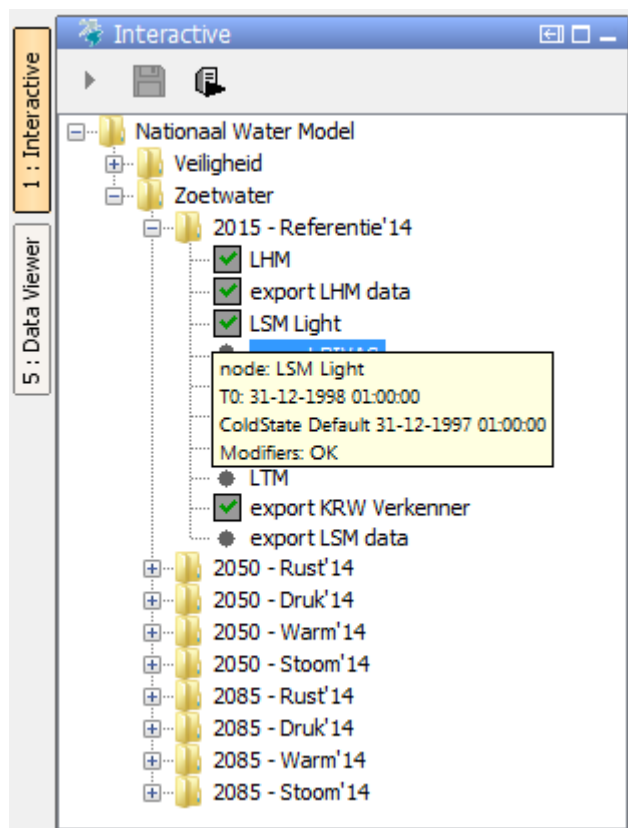 Interactive
1 : Interactive
5 : Data Viewer
Nationaal Water Model
Veiligheid
Zoetwater
2015 - Referentie'14
LHM
export LHM data
LSM Light
node: LSM Light
T0: 31-12-1998 01:00:00
ColdState Default 31-12-1997 01:00:00
Modifiers: OK
LTM
export KRW Verkenner
export LSM data
2050 - Rust'14
2050 - Druk'14
2050 - Warm'14
2050 - Stoom'14
2085 - Rust'14
2085 - Druk'14
2085 - Warm'14
2085 - Stoom'14